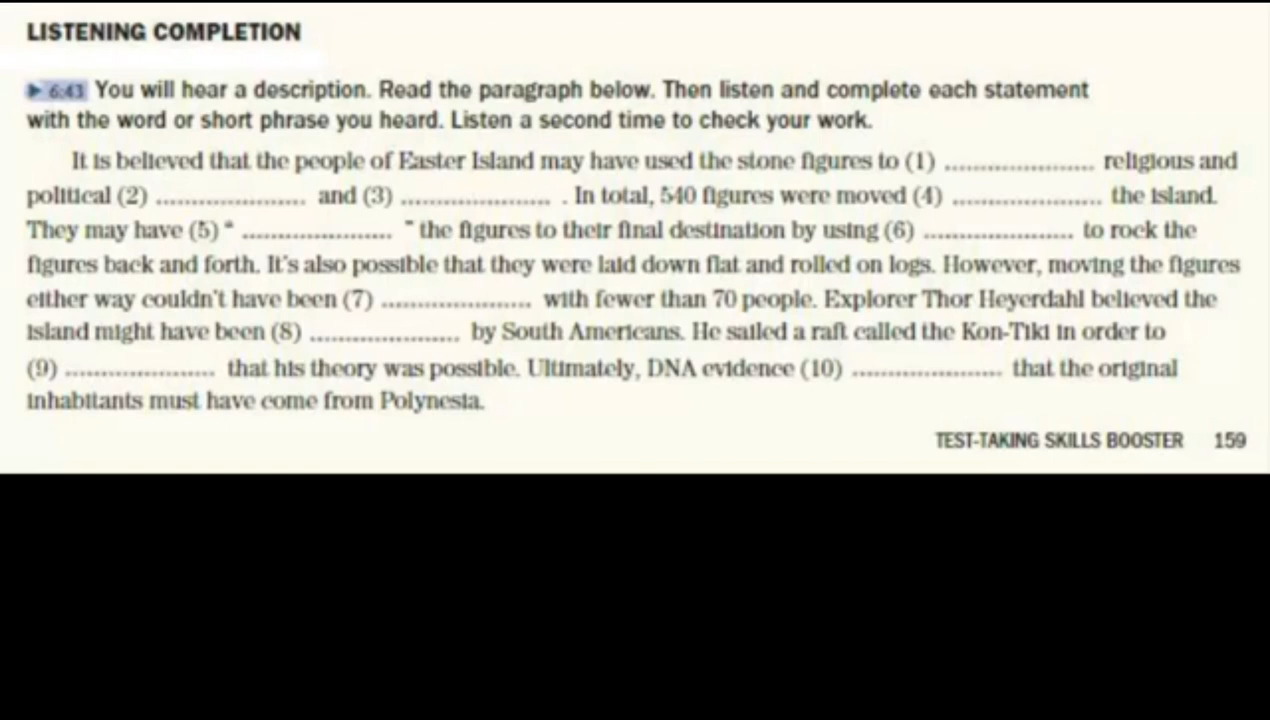 LISTENING COMPLETION
▶ 6:43 You will hear a description. Read the paragraph below. Then listen and complete each statement
with the word or short phrase you heard. Listen a second time to check your work.
It is believed that the people of Easter Island may have used the stone figures to (1) ..................... religious and
political (2) ..................... and (3) ..................... . In total, 540 figures were moved (4) ..................... the island.
They may have (5) “ ..................... ” the figures to their final destination by using (6) ..................... to rock the
figures back and forth. It's also possible that they were laid down flat and rolled on logs. However, moving the figures
either way couldn't have been (7) ..................... with fewer than 70 people. Explorer Thor Heyerdahl believed the
island might have been (8) ..................... by South Americans. He sailed a raft called the Kon-Tiki in order to
(9) ..................... that his theory was possible. Ultimately, DNA evidence (10) ..................... that the original
inhabitants must have come from Polynesia.
TEST-TAKING SKILLS BOOSTER 159